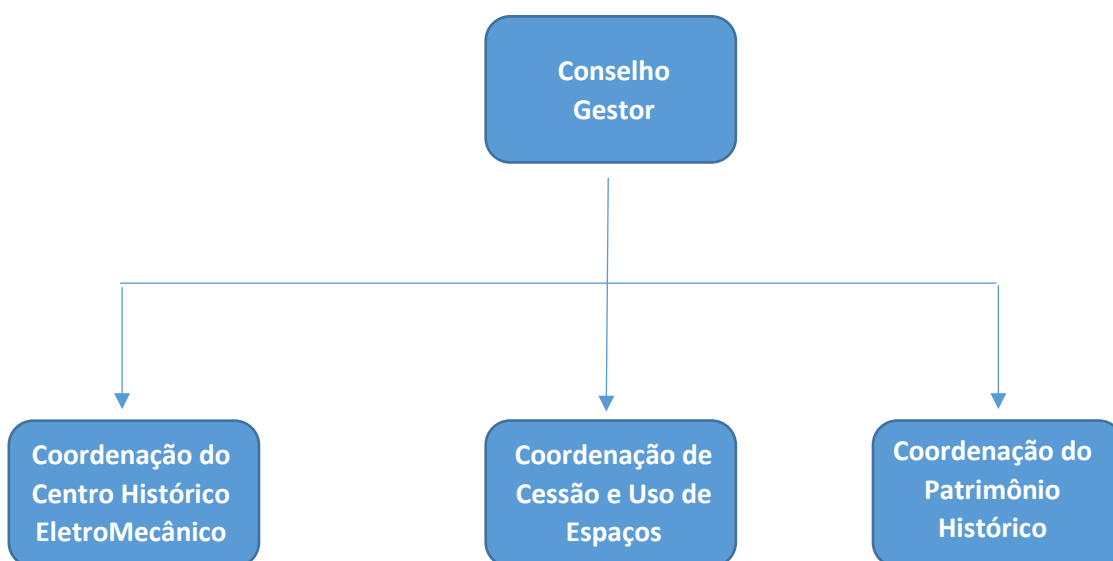 Conselho
Gestor
Coordenação do
Centro Histórico
EletroMecânico
Coordenação de
Cessão e Uso de
Espaços
Coordenação do
Patrimônio
Histórico